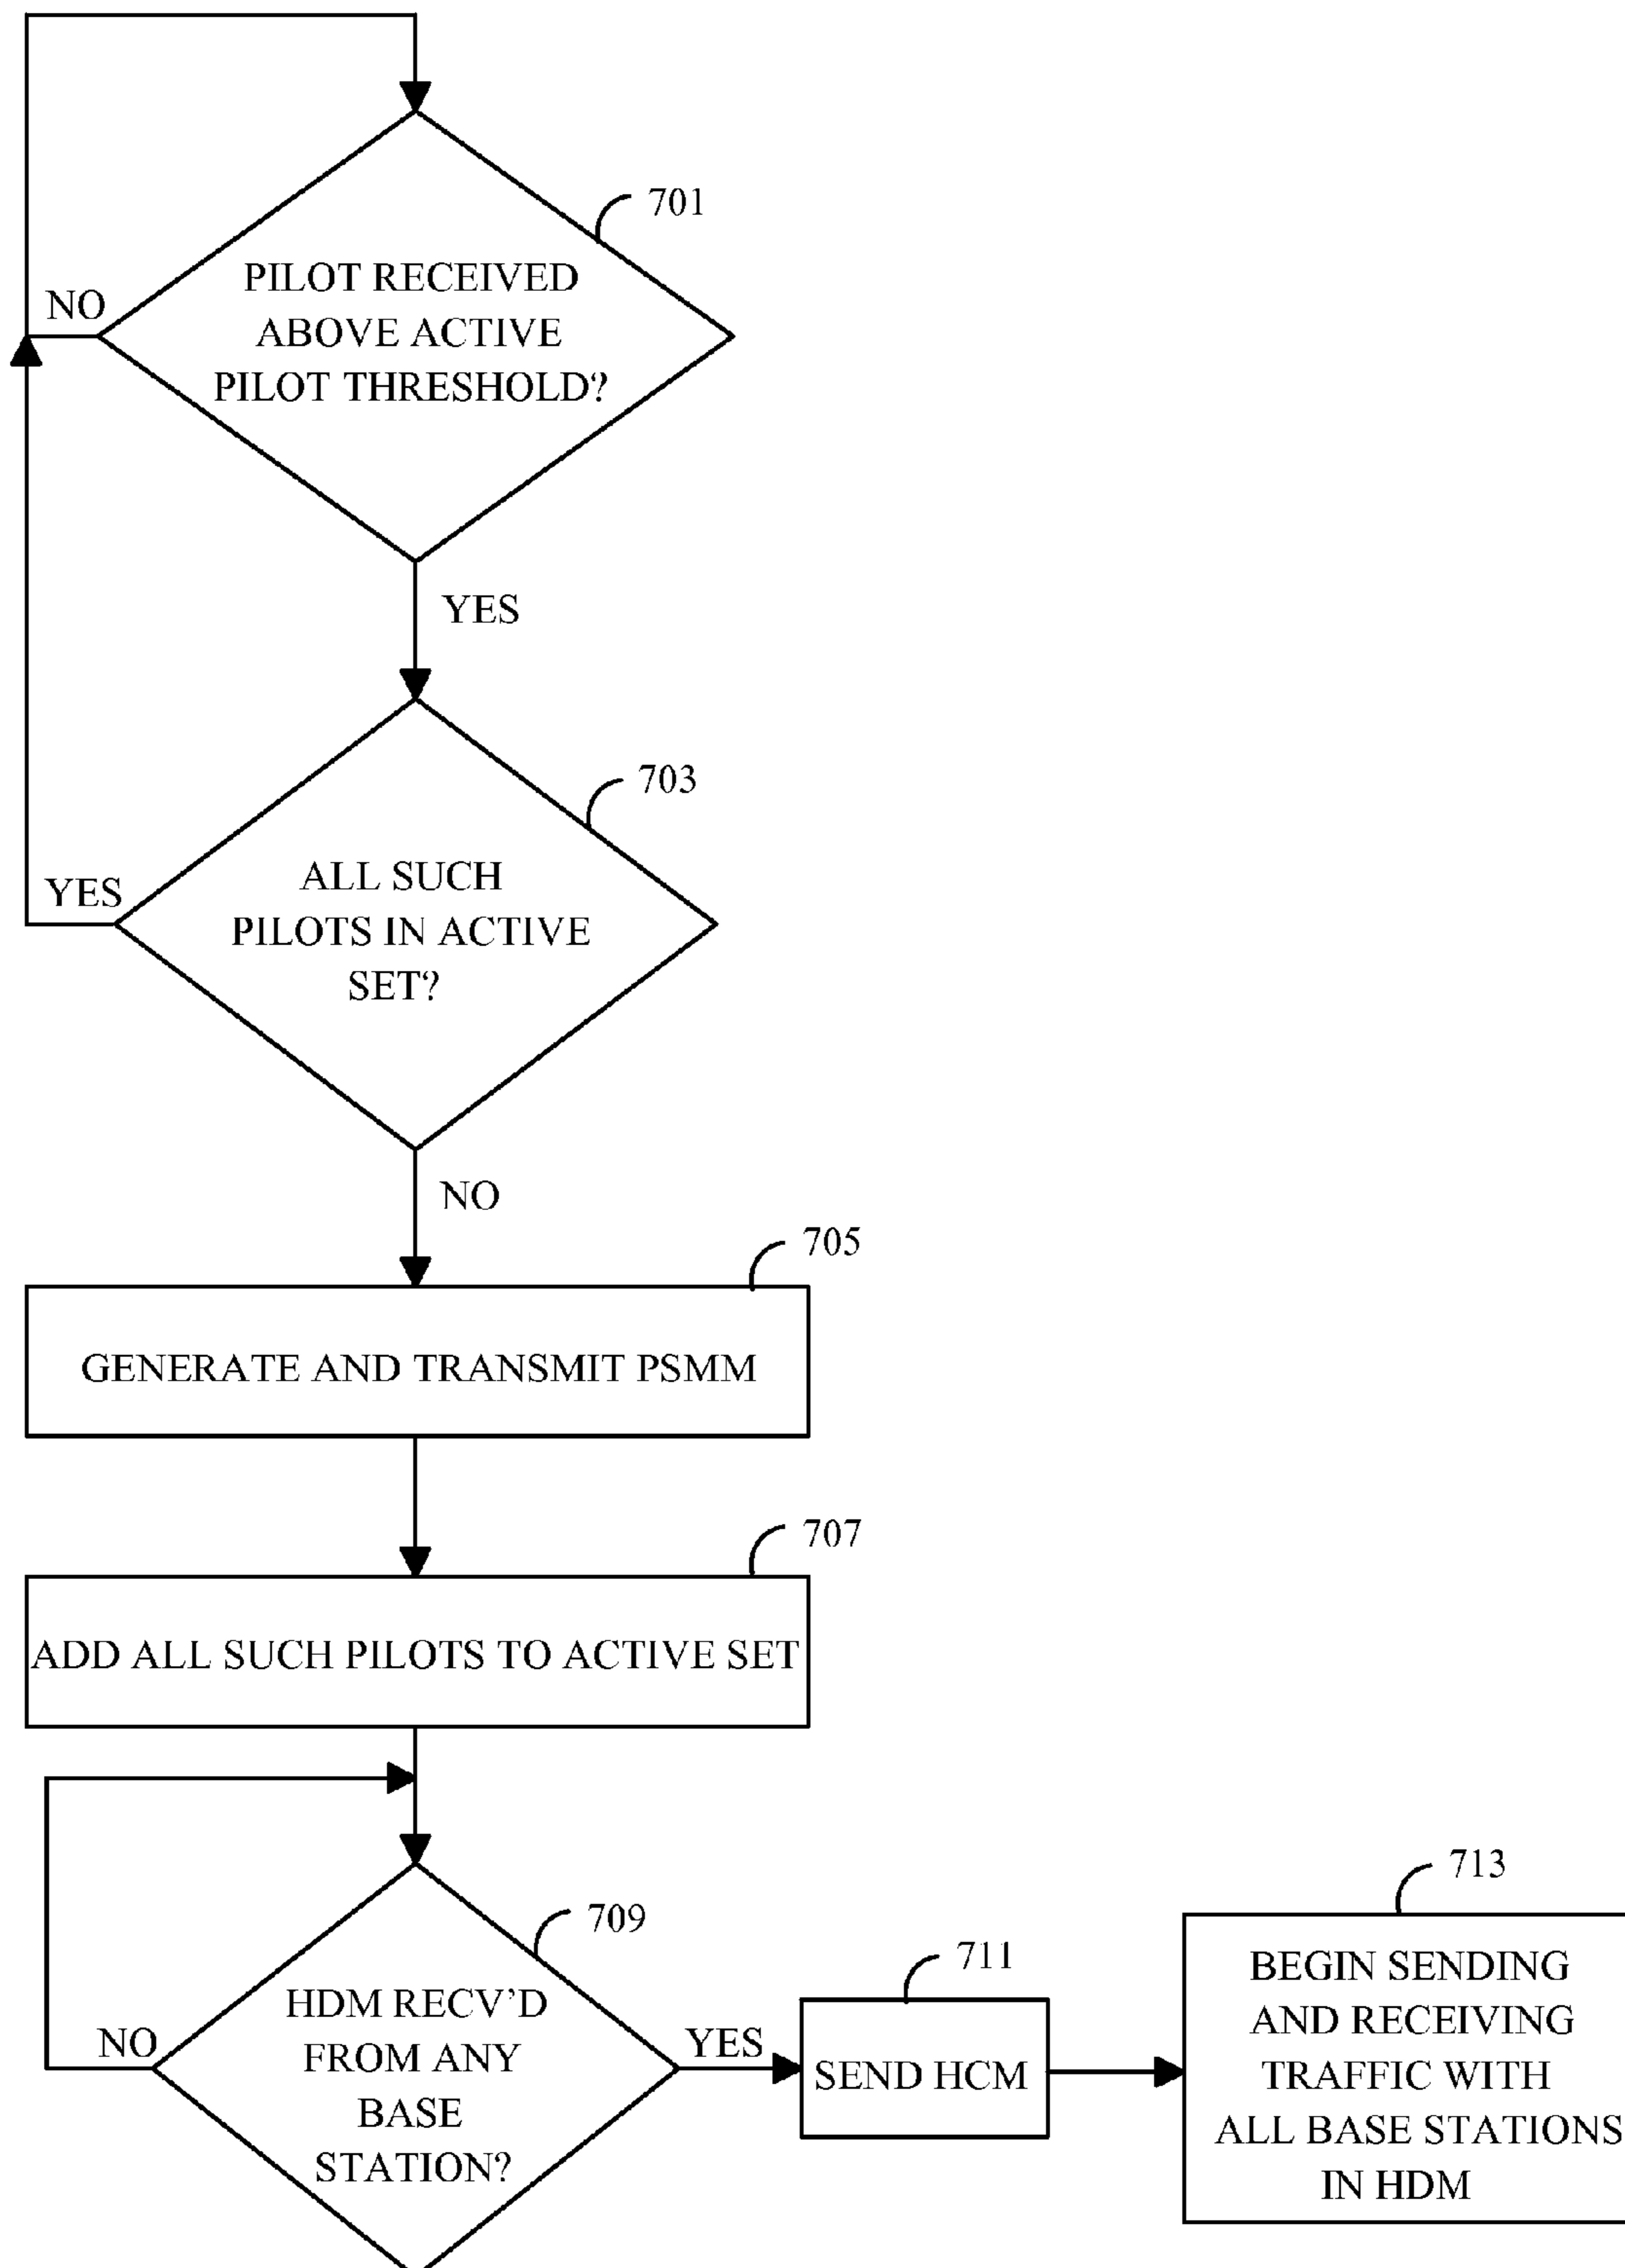 701
PILOT RECEIVED
ABOVE ACTIVE
PILOT THRESHOLD?
NO
YES
703
ALL SUCH
PILOTS IN ACTIVE
SET?
YES
NO
705
GENERATE AND TRANSMIT PSMM
707
ADD ALL SUCH PILOTS TO ACTIVE SET
709
HDM RECV'D
FROM ANY
BASE
STATION?
NO
YES
711
SEND HCM
713
BEGIN SENDING
AND RECEIVING
TRAFFIC WITH
ALL BASE STATIONS
IN HDM